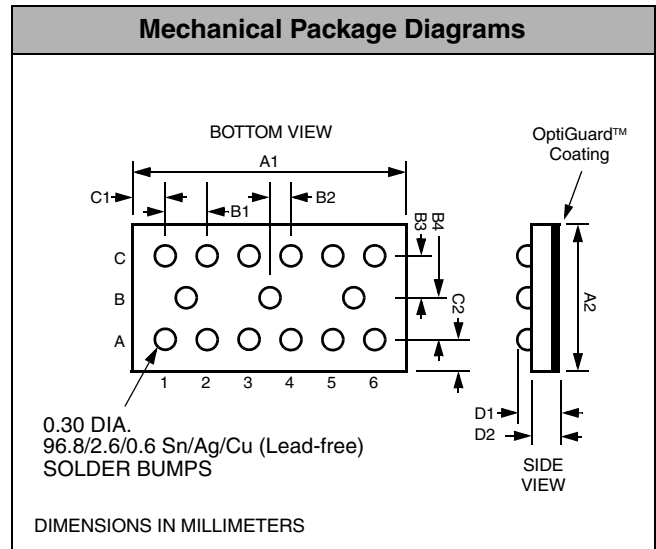 Mechanical Package Diagrams
BOTTOM VIEW
OptiGuard™
Coating
A1
C1
B1
B2
B3
B4
C2
A2
C
B
A
1 2 3 4 5 6
D1
D2
SIDE
VIEW
0.30 DIA.
96.8/2.6/0.6 Sn/Ag/Cu (Lead-free)
SOLDER BUMPS
DIMENSIONS IN MILLIMETERS